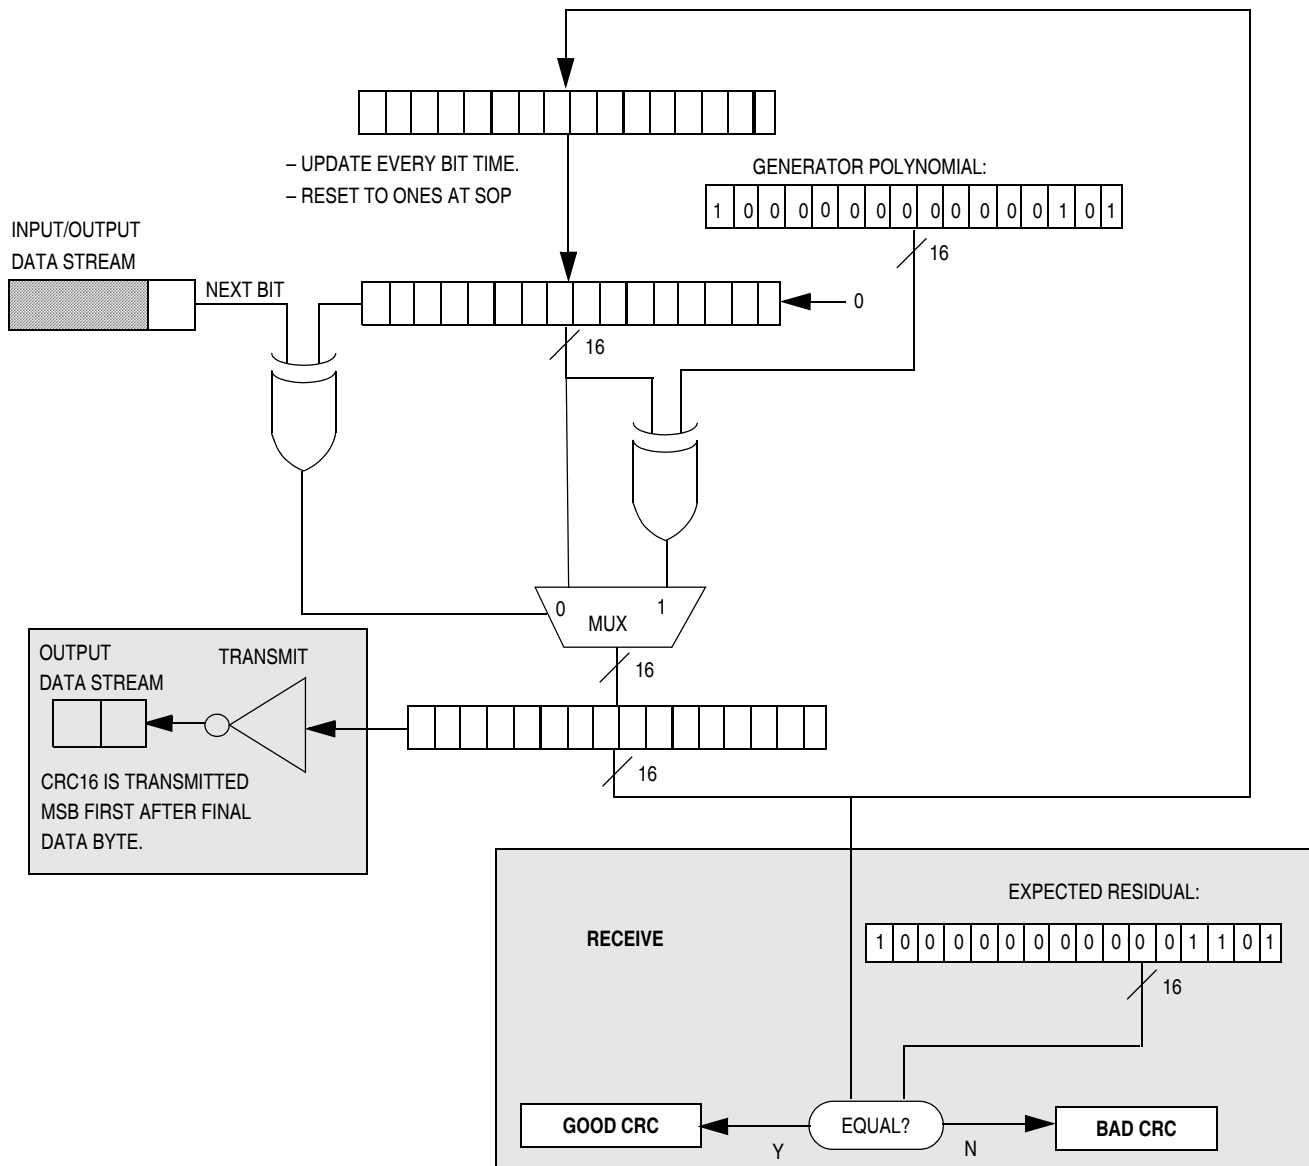 – UPDATE EVERY BIT TIME.
– RESET TO ONES AT SOP
GENERATOR POLYNOMIAL:
1 0 0 0 0 0 0 0 0 0 0 0 0 1 0 1
16
INPUT/OUTPUT
DATA STREAM
NEXT BIT
0
16
0 1
MUX
16
OUTPUT
DATA STREAM
TRANSMIT
CRC16 IS TRANSMITTED
MSB FIRST AFTER FINAL
DATA BYTE.
16
EXPECTED RESIDUAL:
RECEIVE
1 0 0 0 0 0 0 0 0 0 0 0 1 1 0 1
16
GOOD CRC
EQUAL?
BAD CRC
Y
N